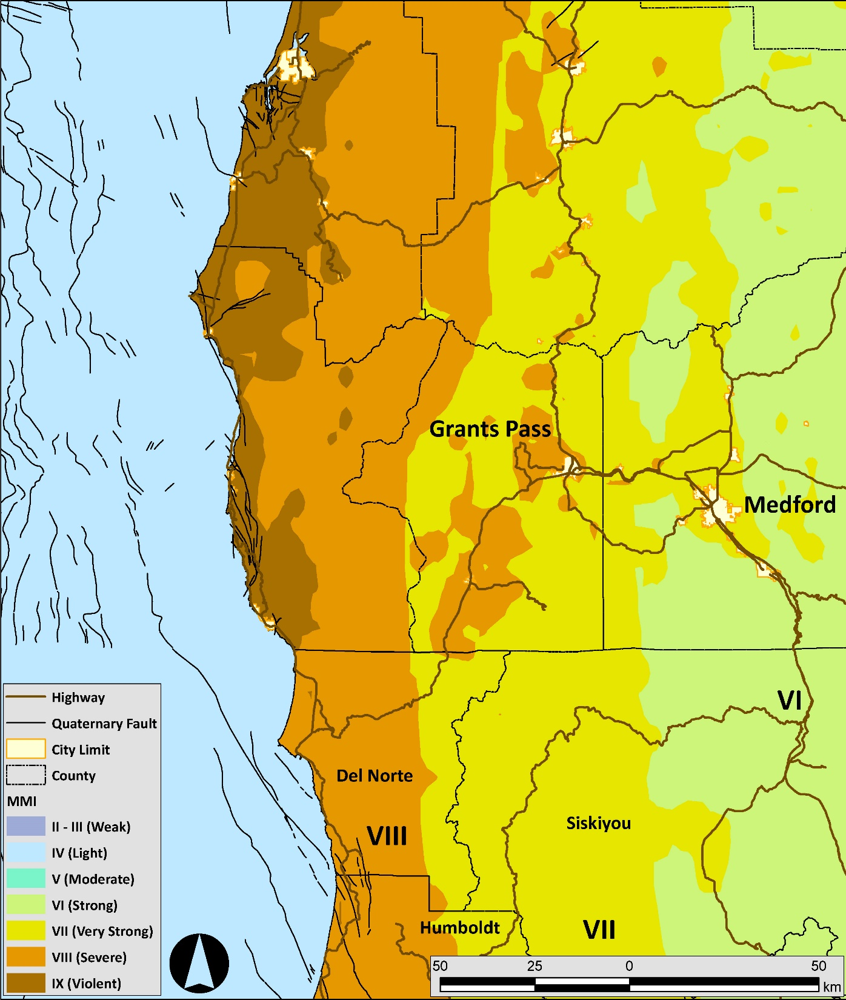 Grants Pass
Medford
VI
Del Norte
Siskiyou
VIII
Humboldt
VII
Highway
Quaternary Fault
City Limit
County
MMI
II - III (Weak)
IV (Light)
V (Moderate)
VI (Strong)
VII (Very Strong)
VIII (Severe)
IX (Violent)
50 25 0 50
km